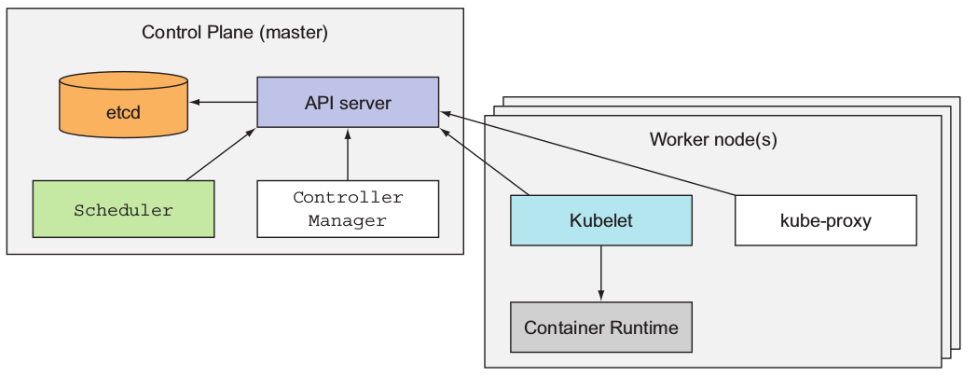 Control Plane (master)
etcd
API server
Scheduler
Controller
Manager
Worker node(s)
Kubelet
kube-proxy
Container Runtime